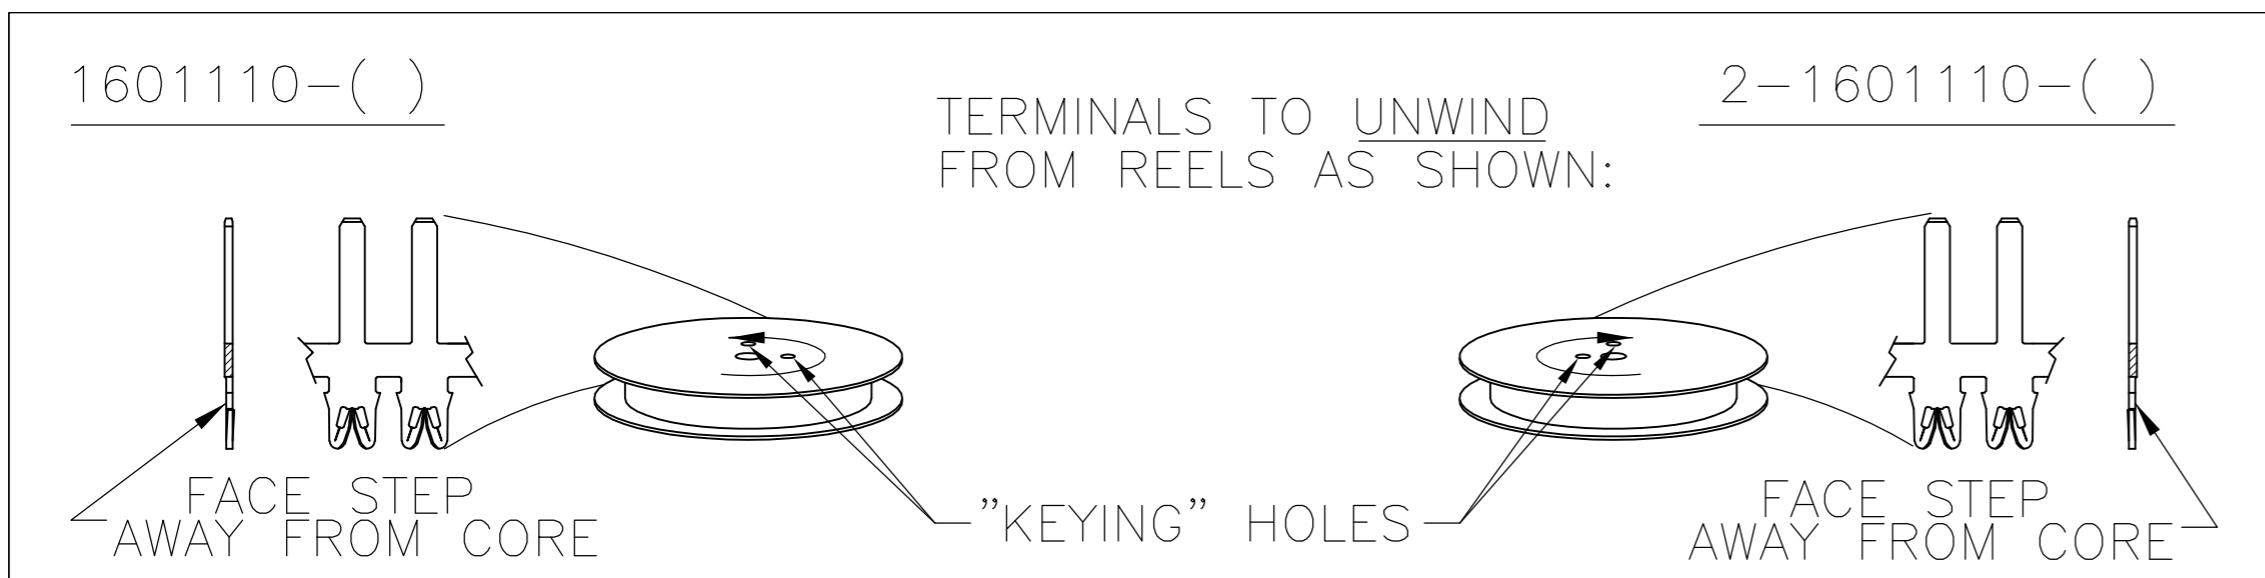 1601110-( )
TERMINALS TO UNWIND
FROM REELS AS SHOWN:
2-1601110-( )
FACE STEP
AWAY FROM CORE
"KEYING" HOLES
FACE STEP
AWAY FROM CORE